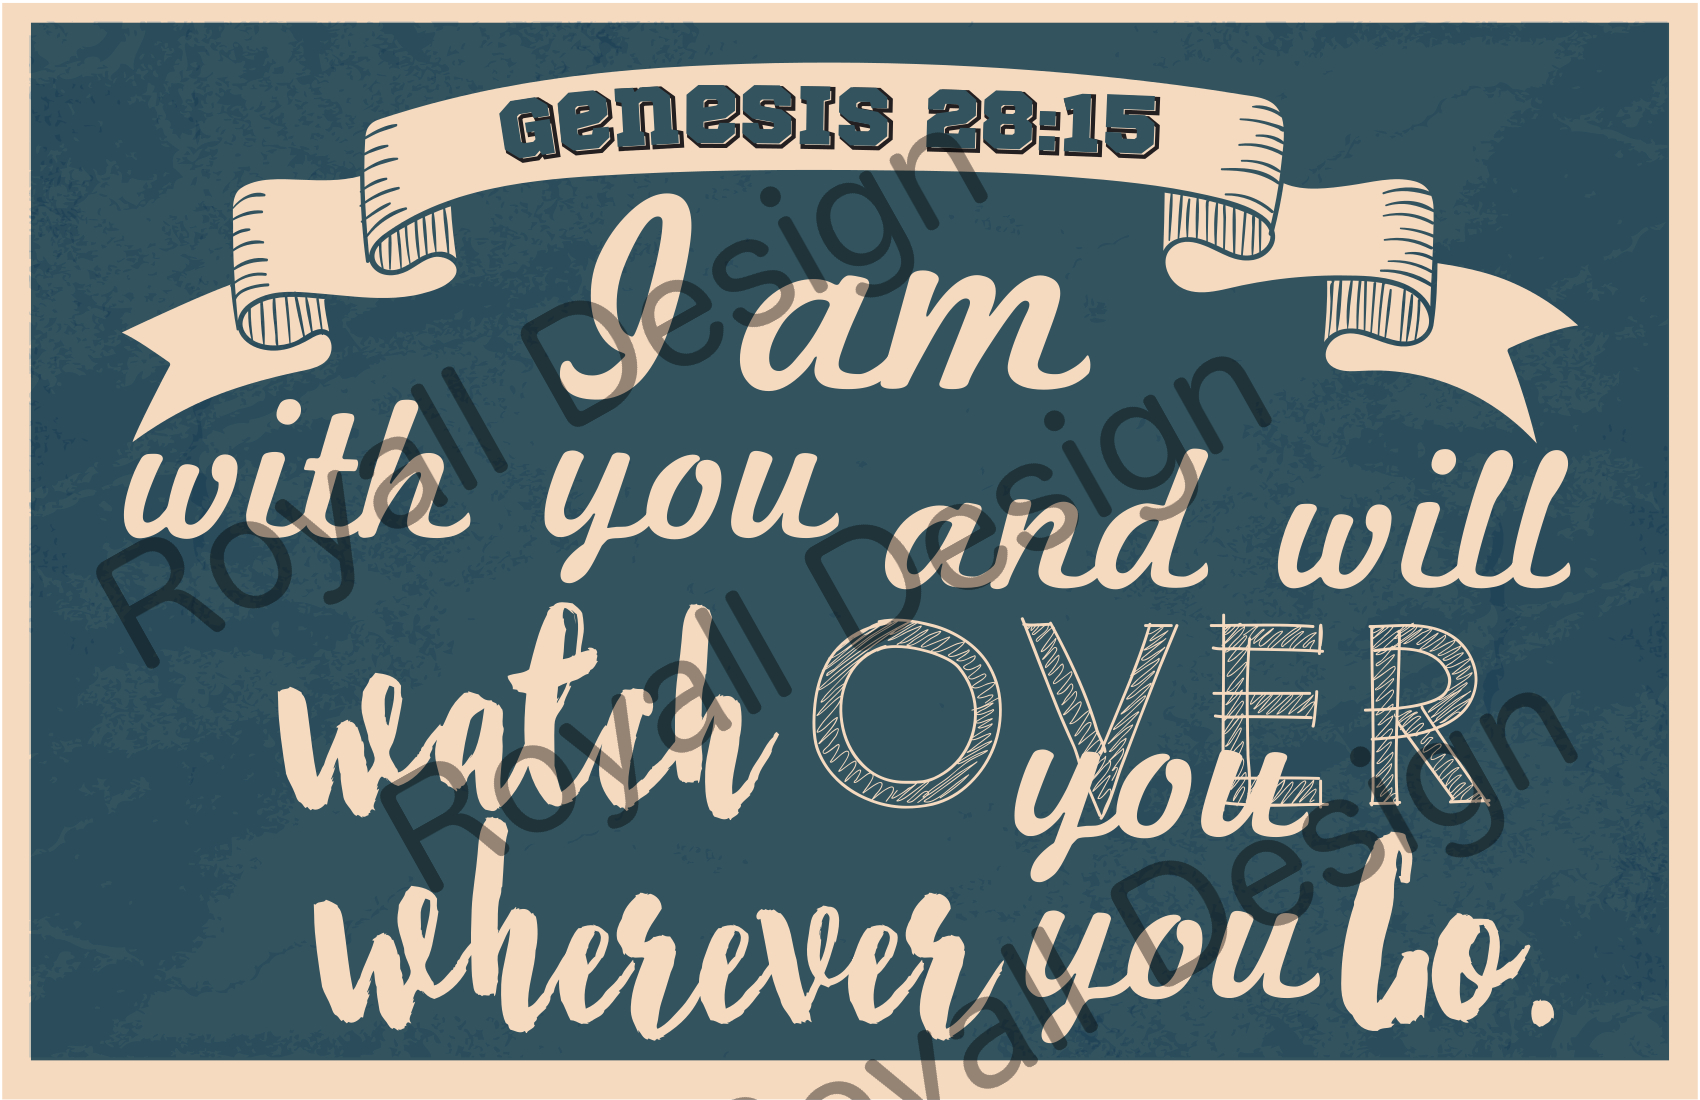 Genesis 28:15
I am
with you and will
watch OVER
you
wherever you Go.
Royall Design
Royall Design
Royall Design